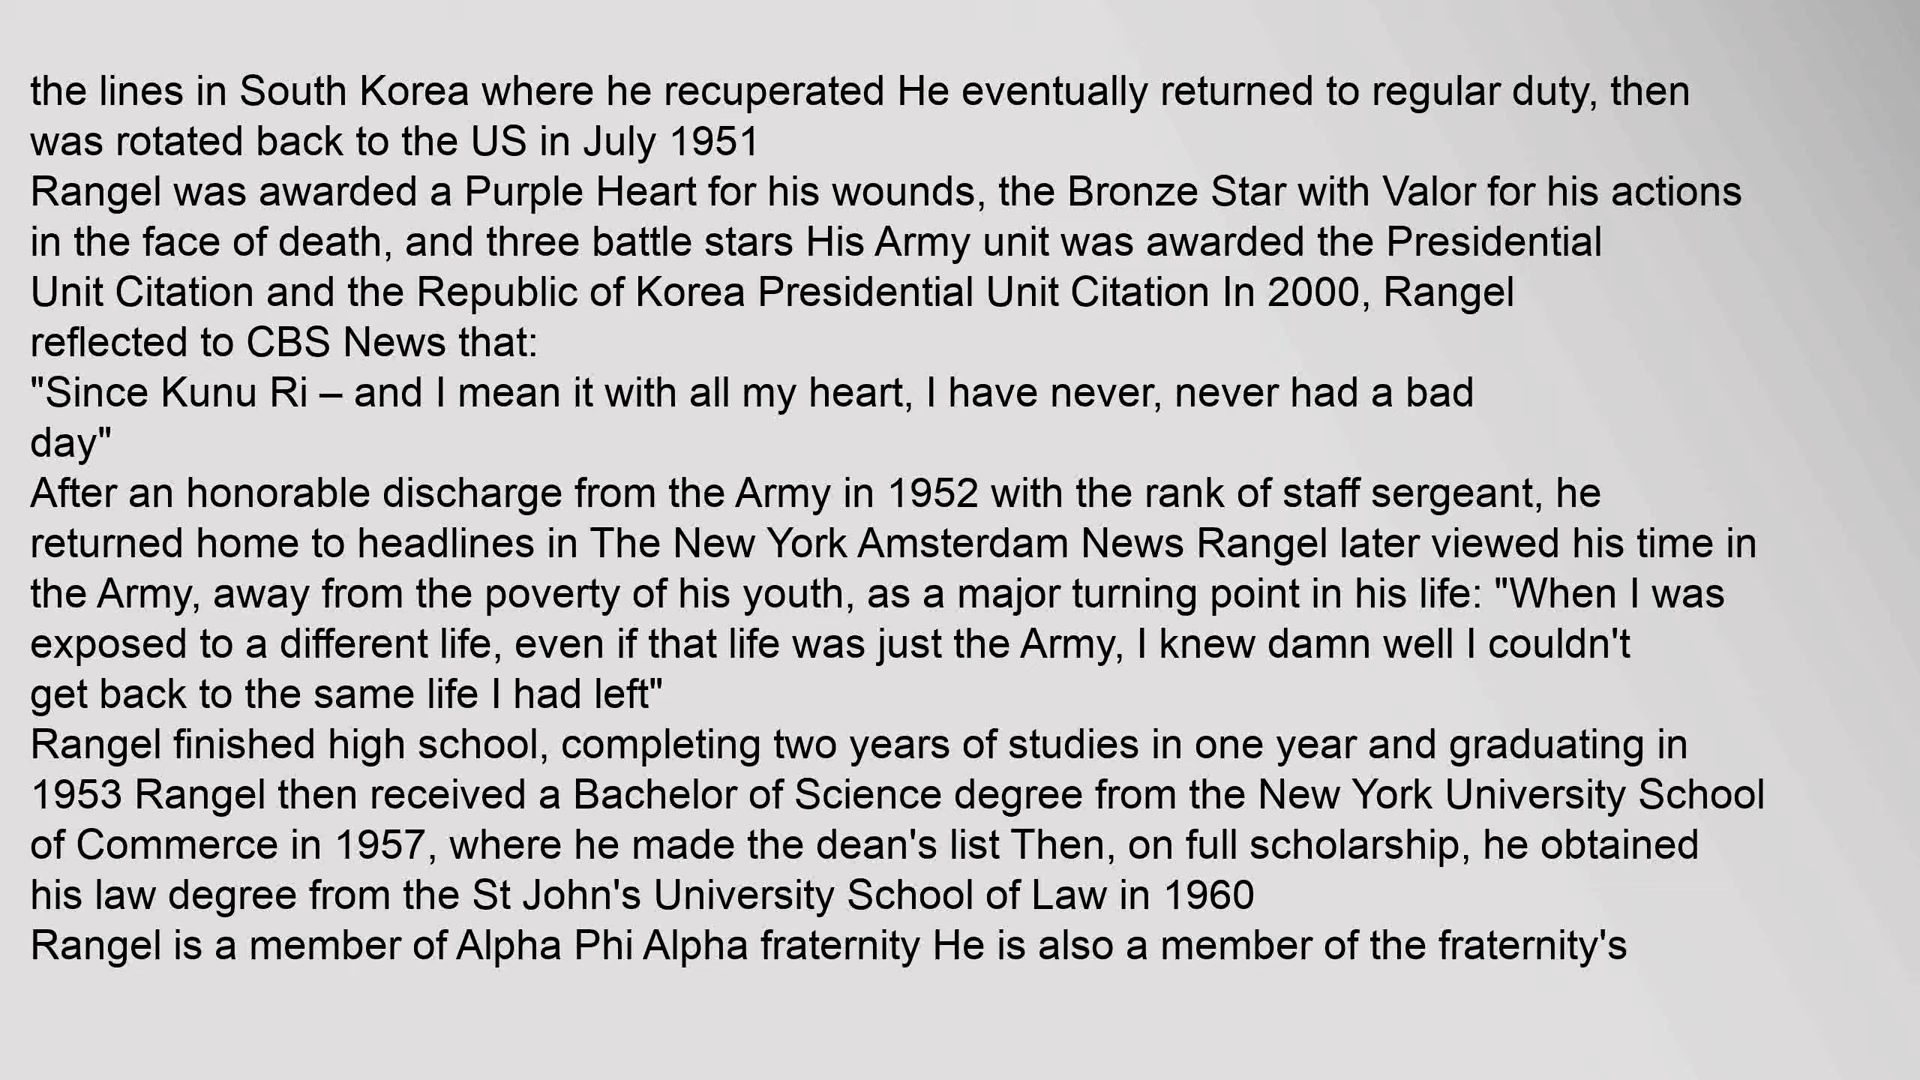 the lines in South Korea where he recuperated He eventually returned to regular duty, then
was rotated back to the US in July 1951
Rangel was awarded a Purple Heart for his wounds, the Bronze Star with Valor for his actions
in the face of death, and three battle stars His Army unit was awarded the Presidential
Unit Citation and the Republic of Korea Presidential Unit Citation In 2000, Rangel
reflected to CBS News that:
"Since Kunu Ri – and I mean it with all my heart, I have never, never had a bad
day"
After an honorable discharge from the Army in 1952 with the rank of staff sergeant, he
returned home to headlines in The New York Amsterdam News Rangel later viewed his time in
the Army, away from the poverty of his youth, as a major turning point in his life: "When I was
exposed to a different life, even if that life was just the Army, I knew damn well I couldn't
get back to the same life I had left"
Rangel finished high school, completing two years of studies in one year and graduating in
1953 Rangel then received a Bachelor of Science degree from the New York University School
of Commerce in 1957, where he made the dean's list Then, on full scholarship, he obtained
his law degree from the St John's University School of Law in 1960
Rangel is a member of Alpha Phi Alpha fraternity He is also a member of the fraternity's